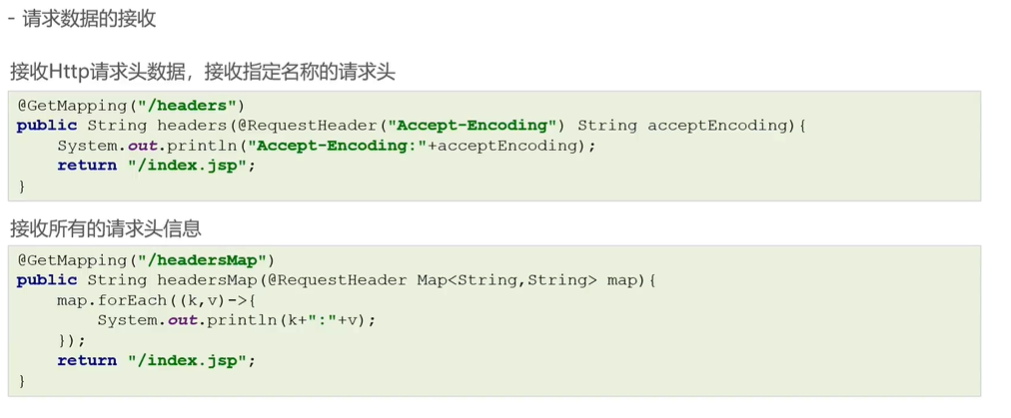 - 请求数据的接收
接收Http请求头数据，接收指定名称的请求头
@GetMapping("/headers")
public String headers(@RequestHeader("Accept-Encoding") String acceptEncoding){
    System.out.println("Accept-Encoding:"+acceptEncoding);
    return "/index.jsp";
}
接收所有的请求头信息
@GetMapping("/headersMap")
public String headersMap(@RequestHeader Map<String,String> map){
    map.forEach((k,v)->{
        System.out.println(k+":"+v);
    });
    return "/index.jsp";
}